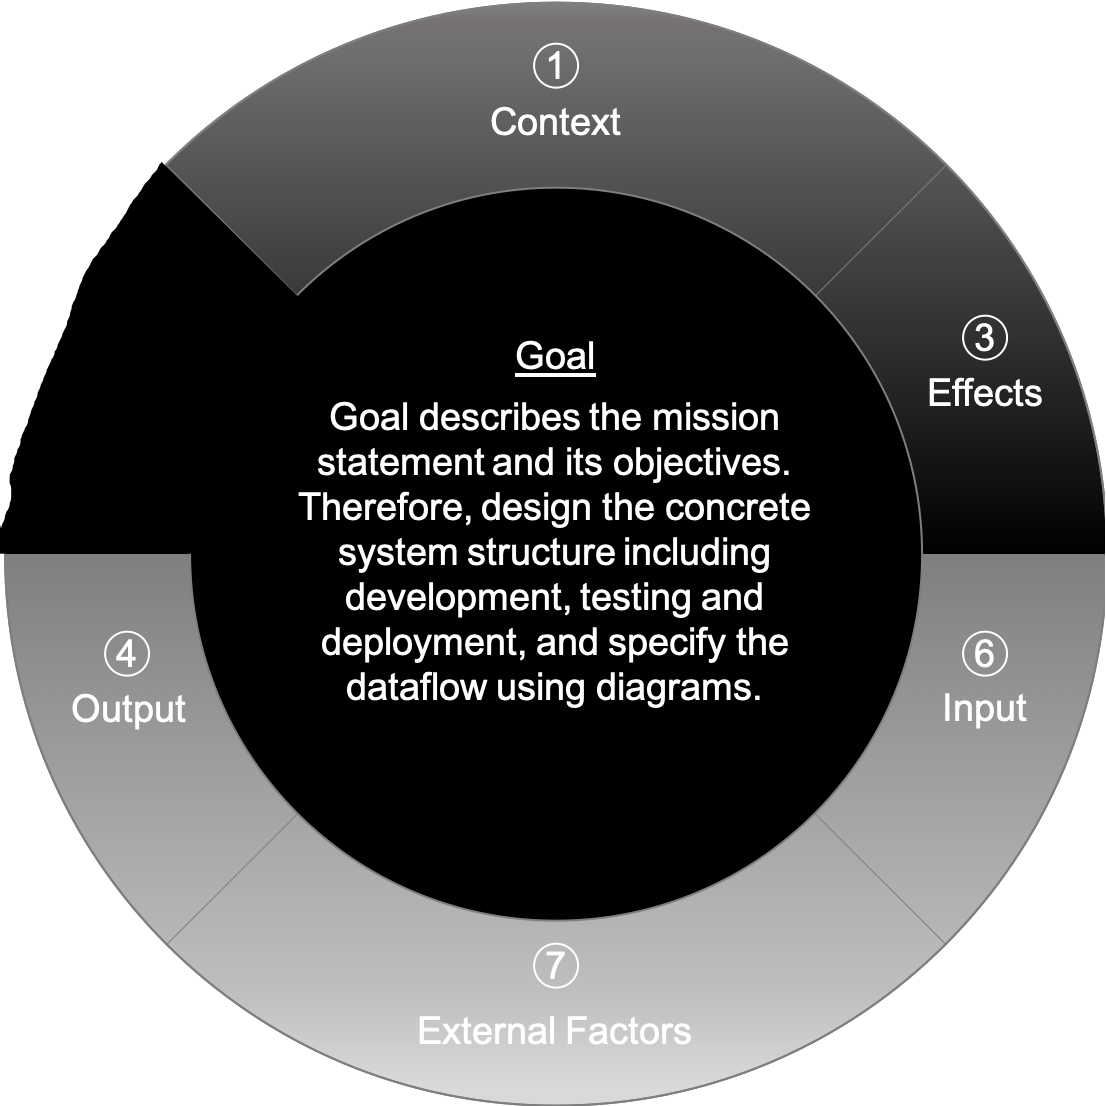 ①
Context
③
Effects
Goal
Goal describes the mission
statement and its objectives.
Therefore, design the concrete
system structure including
development, testing and
deployment, and specify the
dataflow using diagrams.
④
Output
⑥
Input
⑦
External Factors